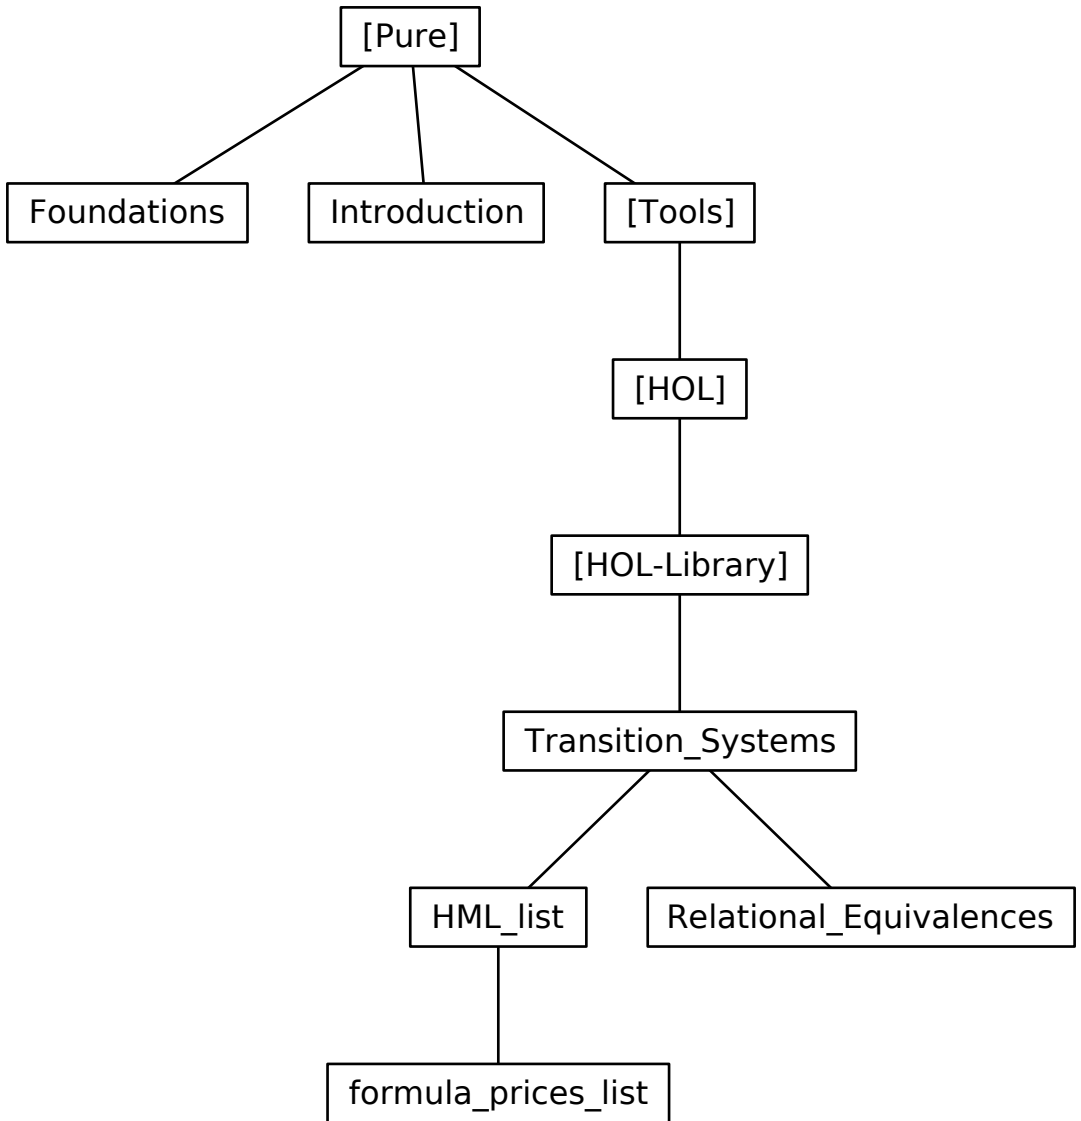 [Pure]
Foundations
Introduction
[Tools]
[HOL]
[HOL-Library]
Transition_Systems
HML_list
Relational_Equivalences
formula_prices_list